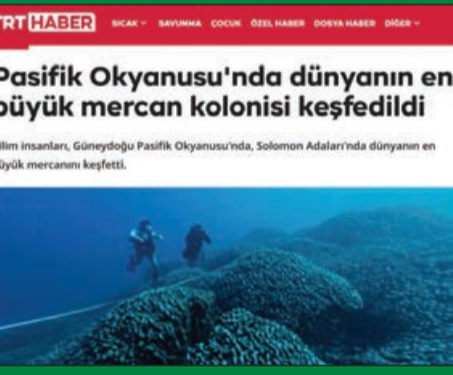 TRT HABER SICAK SAVUNMA ÇOCUK ÖZEL HABER DOSYA HABER DİĞER
Pasifik Okyanusu'nda dünyanın en
büyük mercan kolonisi keşfedildi
ilim insanları, Güneydoğu Pasifik Okyanusu'nda, Solomon Adaları'nda dünyanın en
üyük mercanını keşfetti.